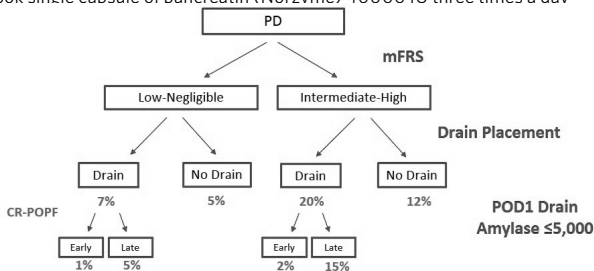 PD
mFRS
Low-Negligible Intermediate-High
Drain Placement
Drain No Drain Drain No Drain
7% 5% 20% 12%
CR-POPF
POD1 Drain
Amylase ≤5,000
Early Late Early Late
1% 5% 2% 15%